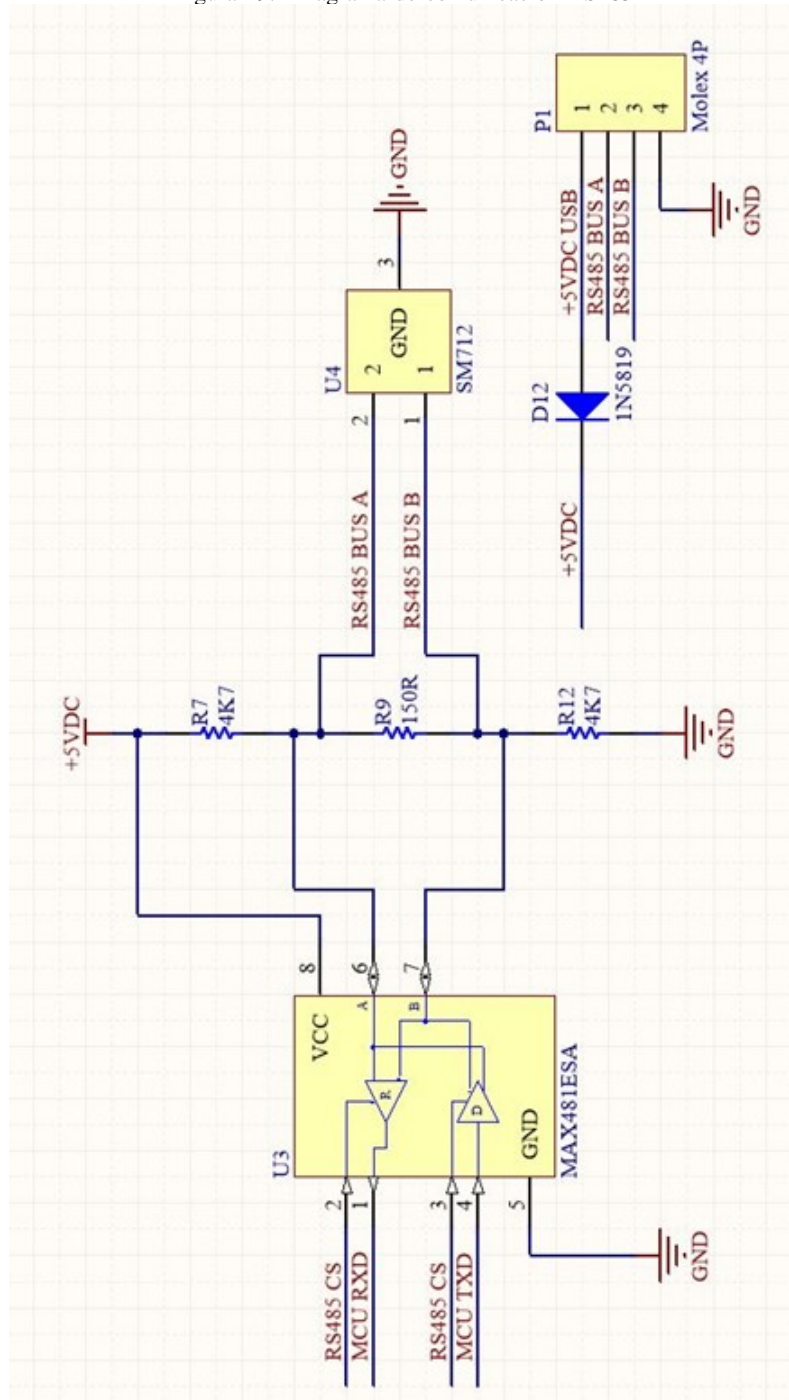 +5VDC
R7
4K7
R9
150R
R12
4K7
GND
U3
VCC
8
A
6
B
7
R
D
GND
MAX481ESA
RS485 CS
2
MCU RXD
1
RS485 CS
3
MCU TXD
4
5
GND
RS485 BUS A
RS485 BUS B
U4
2
2
1
1
GND
SM712
3
GND
+5VDC
D12
1N5819
+5VDC USB
RS485 BUS A
RS485 BUS B
P1
1
2
3
4
Molex 4P
GND